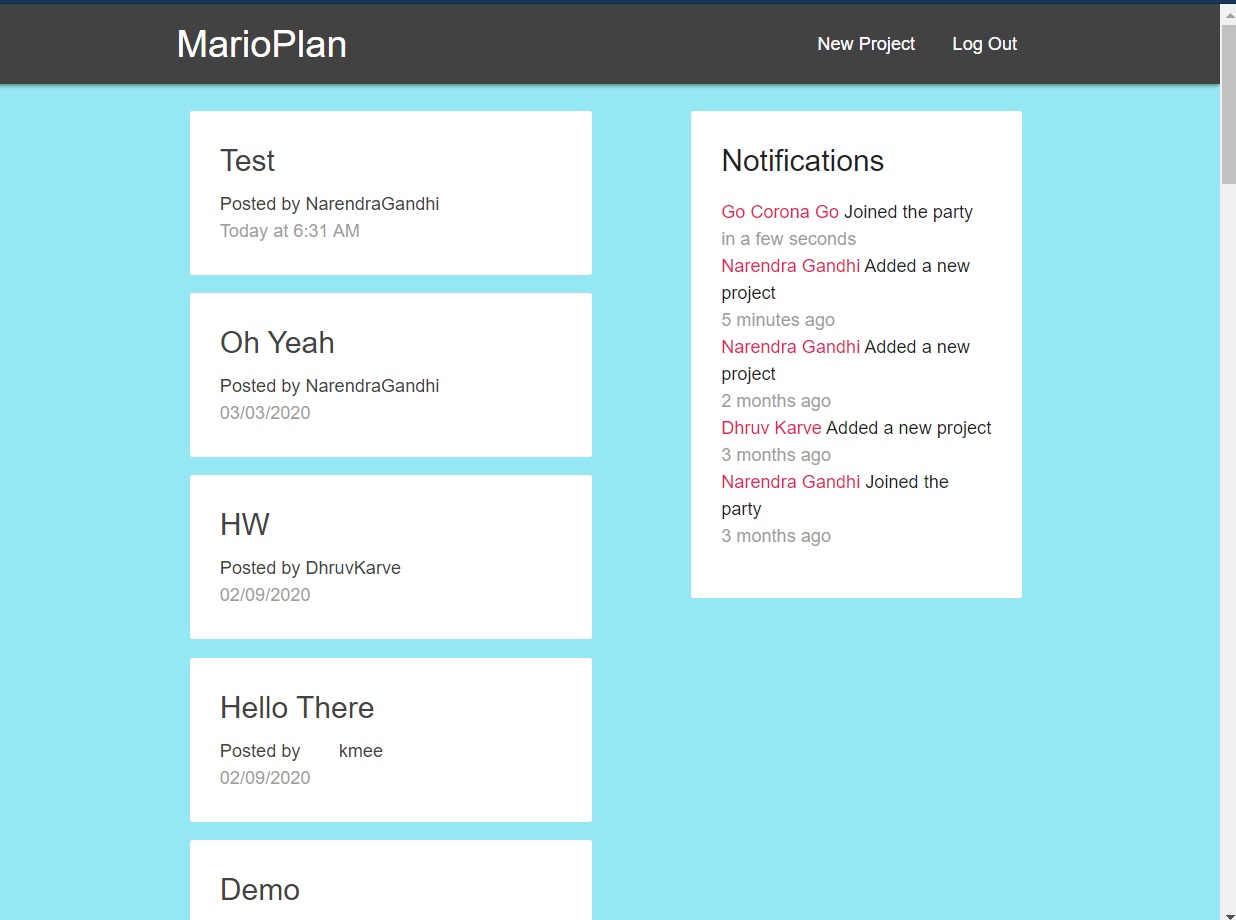 MarioPlan
New Project
Log Out
Test
Posted by NarendraGandhi
Today at 6:31 AM
Oh Yeah
Posted by NarendraGandhi
03/03/2020
HW
Posted by DhruvKarve
02/09/2020
Hello There
Posted by kmee
02/09/2020
Demo
Notifications
Go Corona Go Joined the party
in a few seconds
Narendra Gandhi Added a new
project
5 minutes ago
Narendra Gandhi Added a new
project
2 months ago
Dhruv Karve Added a new project
3 months ago
Narendra Gandhi Joined the
party
3 months ago